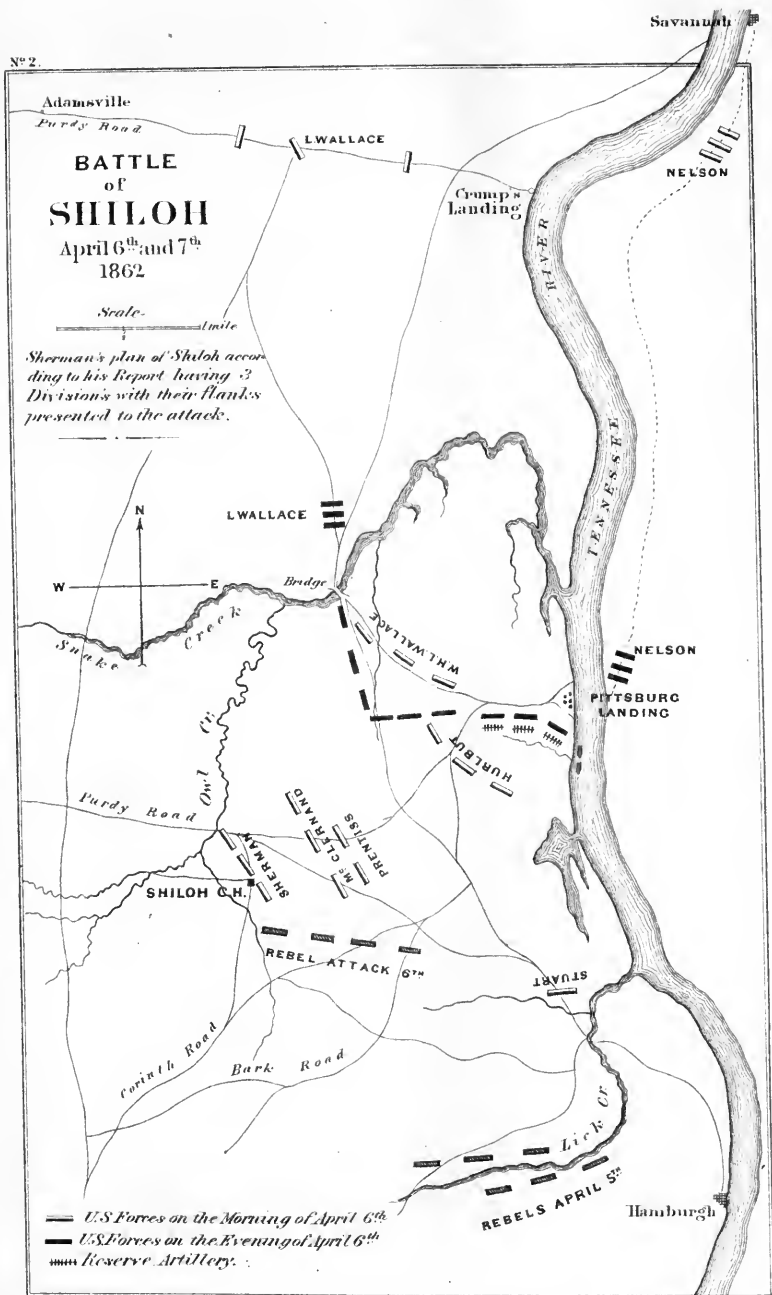 Savannah
No 2.
Adamsville
Purdy Road
L.WALLACE
NELSON
BATTLE
of
SHILOH
April 6th and 7th
1862
Crump's
Landing
RIVER
Scale
1 mile
Sherman's plan of Shiloh accor-
ding to his Report having 3
Divisions with their flanks
presented to the attack.
TENNESSEE
N
W
E
L.WALLACE
Bridge
Snake Creek
W.H.L. WALLACE
NELSON
PITTSBURG
LANDING
Owl Cr.
HURLBUT
Purdy Road
McCLERNAND
PRENTISS
SHERMAN
SHILOH C.H.
REBEL ATTACK 6TH
STUART
Corinth Road
Bark Road
Lick Cr.
REBELS APRIL 5TH
Hamburgh
U.S Forces on the Morning of April 6th
U.S. Forces on the Evening of April 6th
Reserve Artillery.